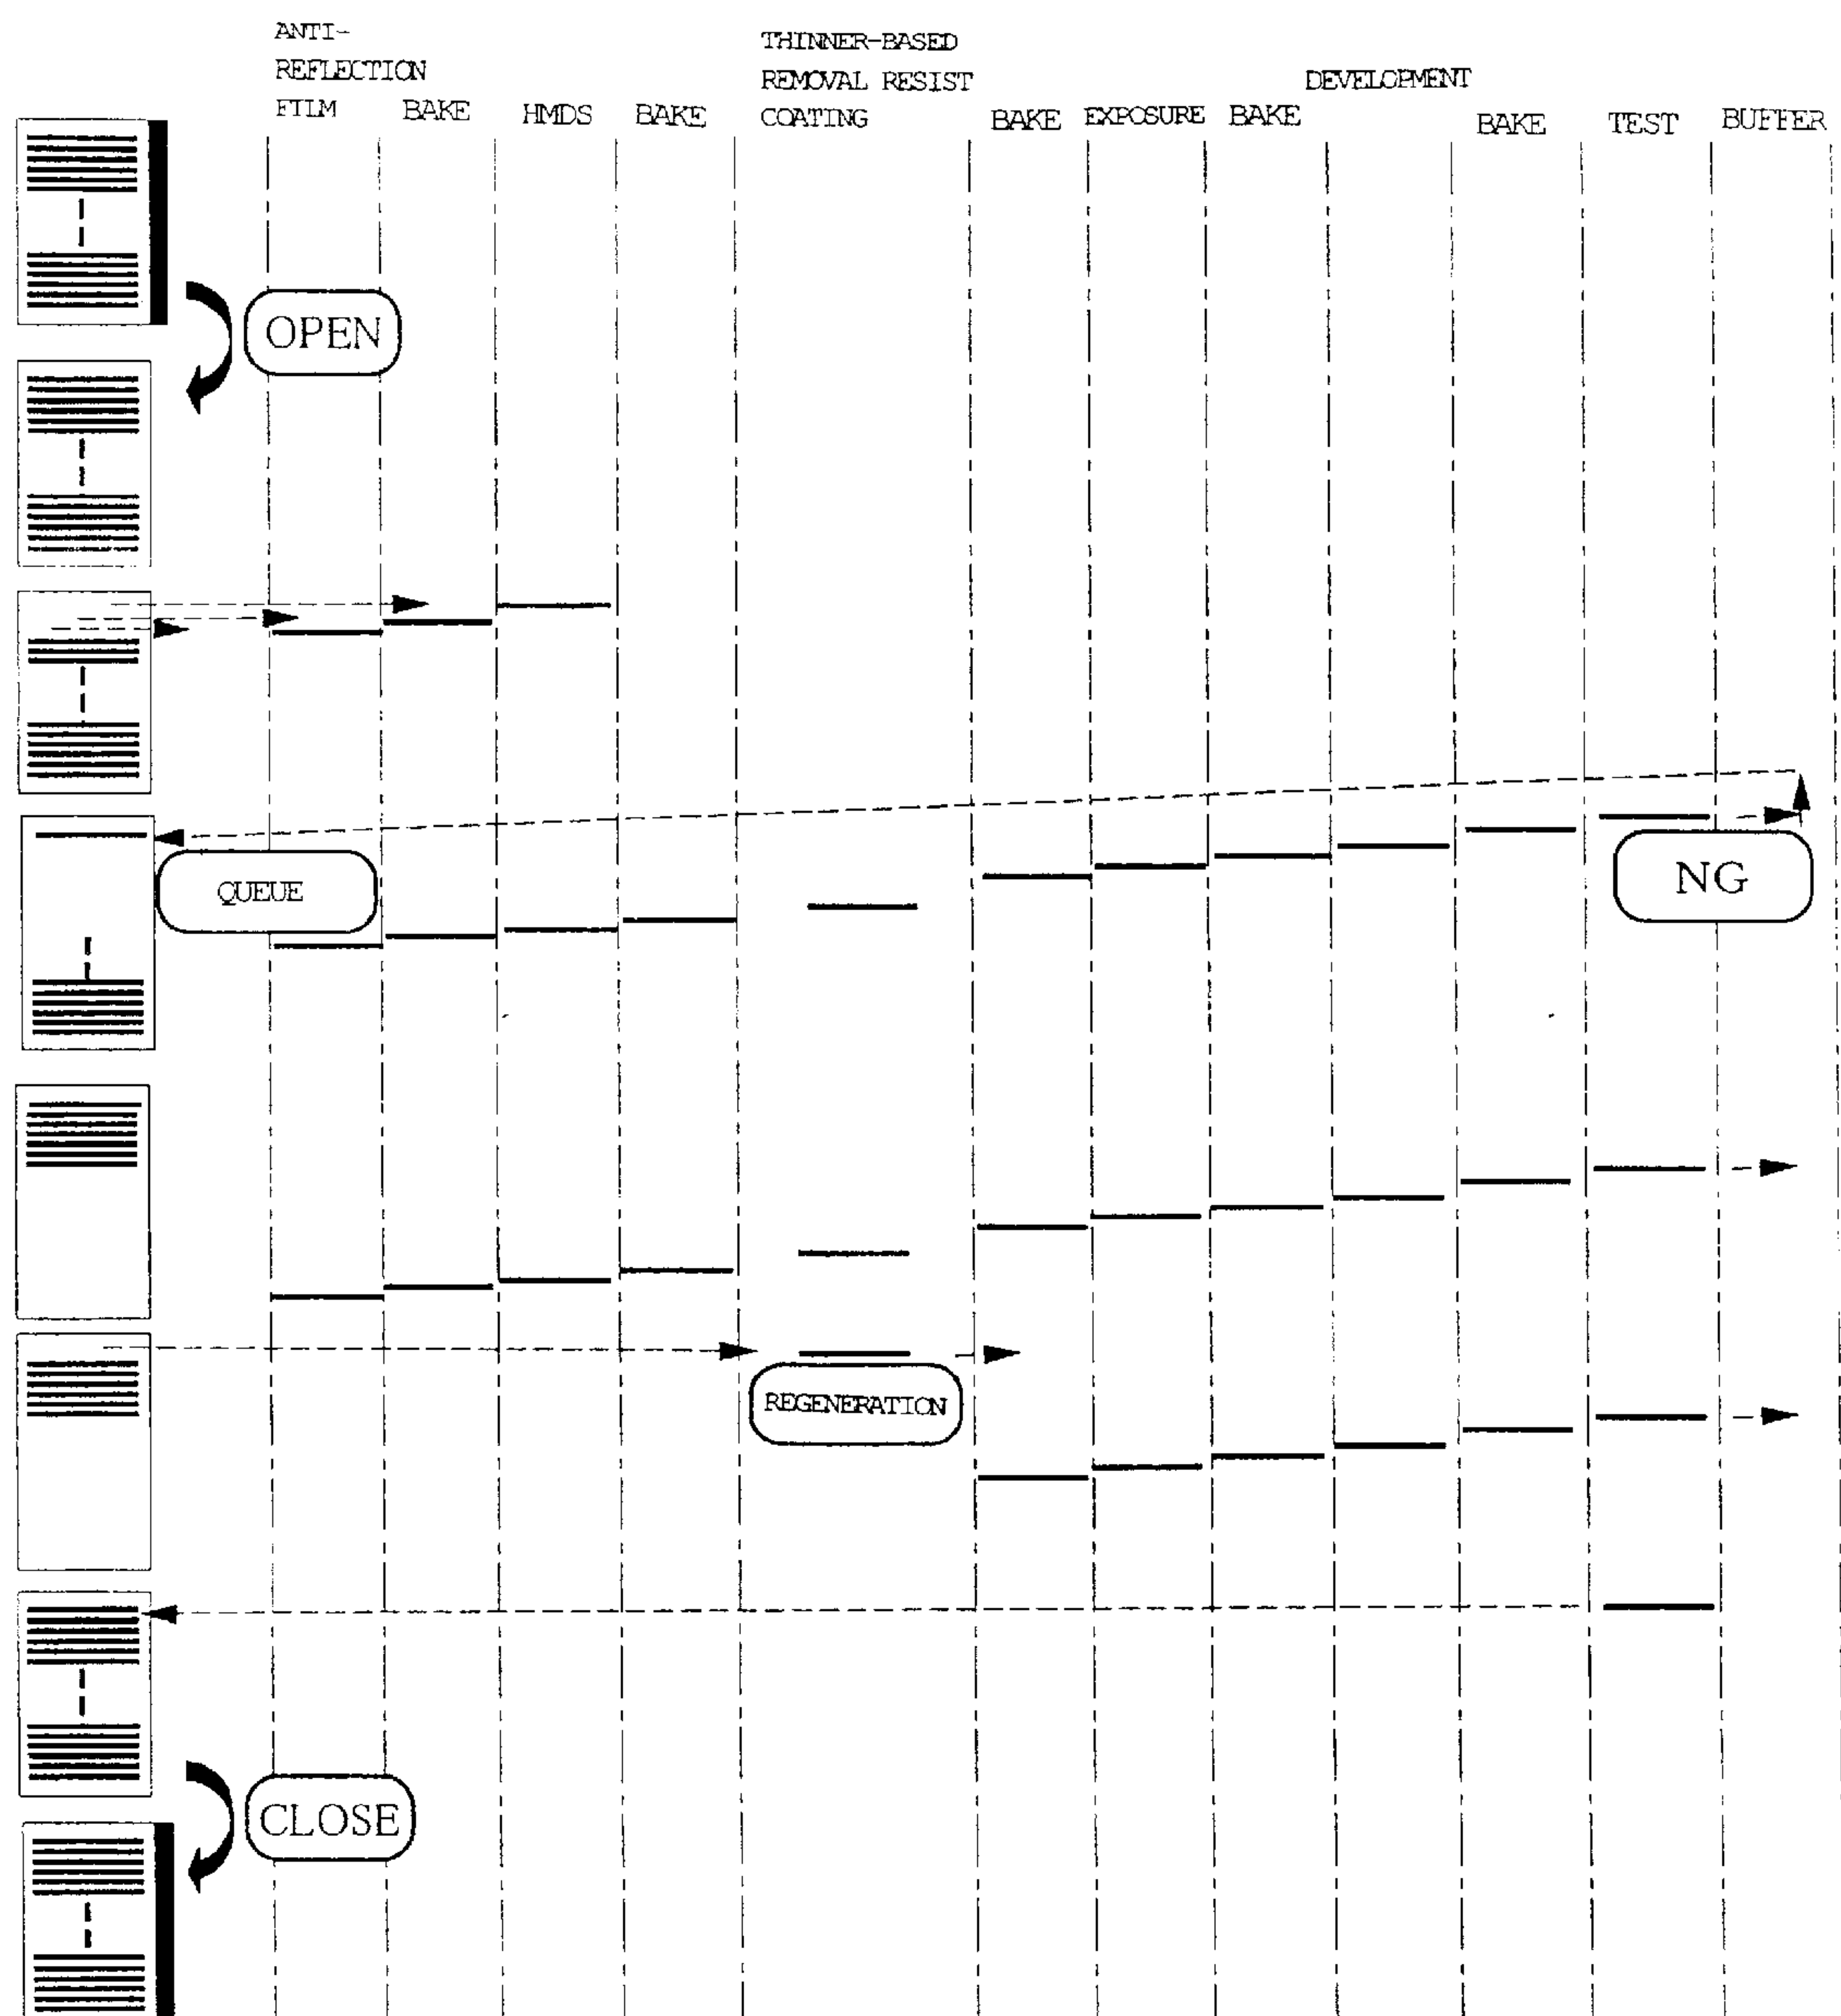 ANTI-
REFLECTION
FILM
BAKE
HMDS
BAKE
THINNER-BASED
REMOVAL RESIST
COATING
BAKE
EXPOSURE
BAKE
DEVELOPMENT
BAKE
TEST
BUFFER
OPEN
QUEUE
NG
REGENERATION
CLOSE